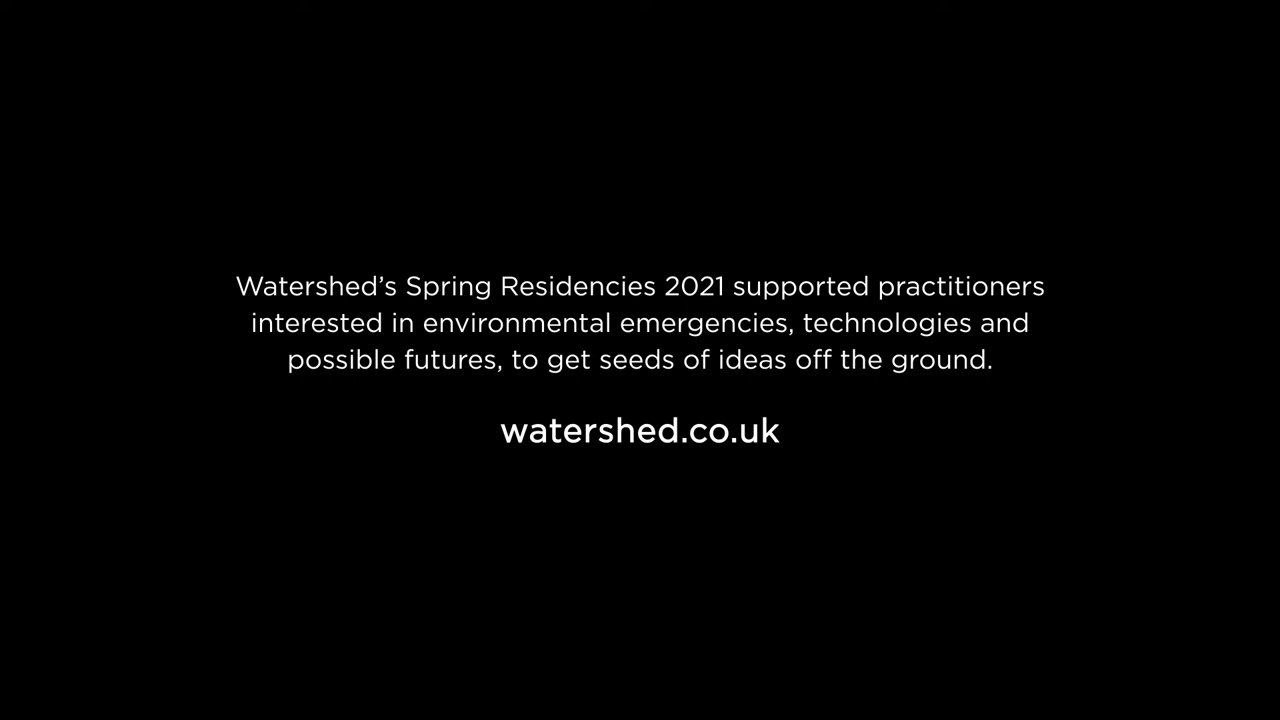 Watershed’s Spring Residencies 2021 supported practitioners
interested in environmental emergencies, technologies and
possible futures, to get seeds of ideas off the ground.
watershed.co.uk